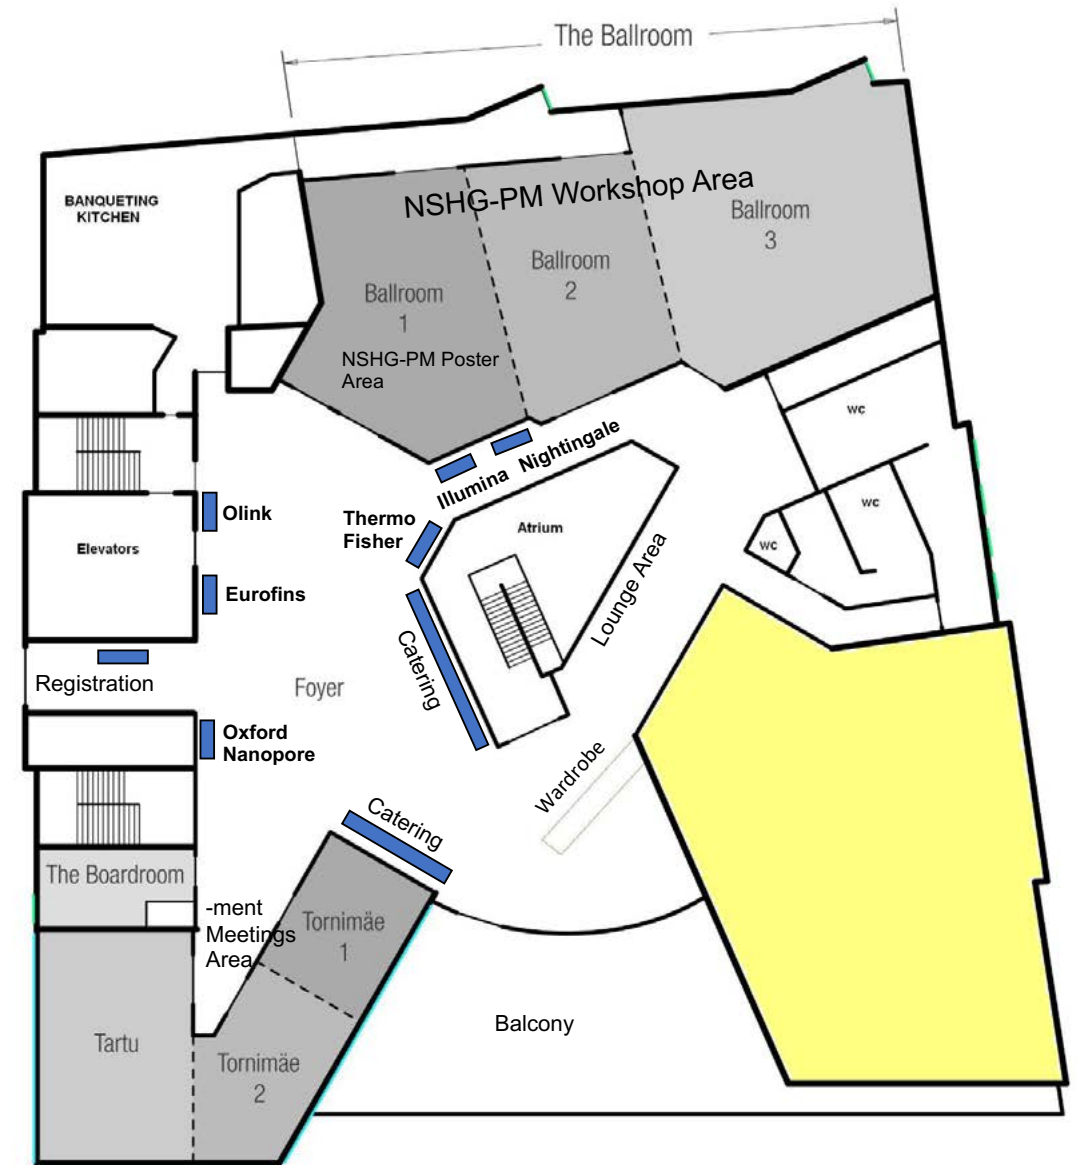 The Ballroom
BANQUETING
KITCHEN
NSHG-PM Workshop Area
Ballroom
1
Ballroom
2
Ballroom
3
NSHG-PM Poster
Area
wc
wc
wc
Illumina
Nightingale
Olink
Thermo
Fisher
Atrium
Elevators
Eurofins
Lounge Area
Catering
Registration
Foyer
Oxford
Nanopore
Wardrobe
Catering
The Boardroom
-ment
Meetings
Area
Tornimäe
1
Balcony
Tartu
Tornimäe
2